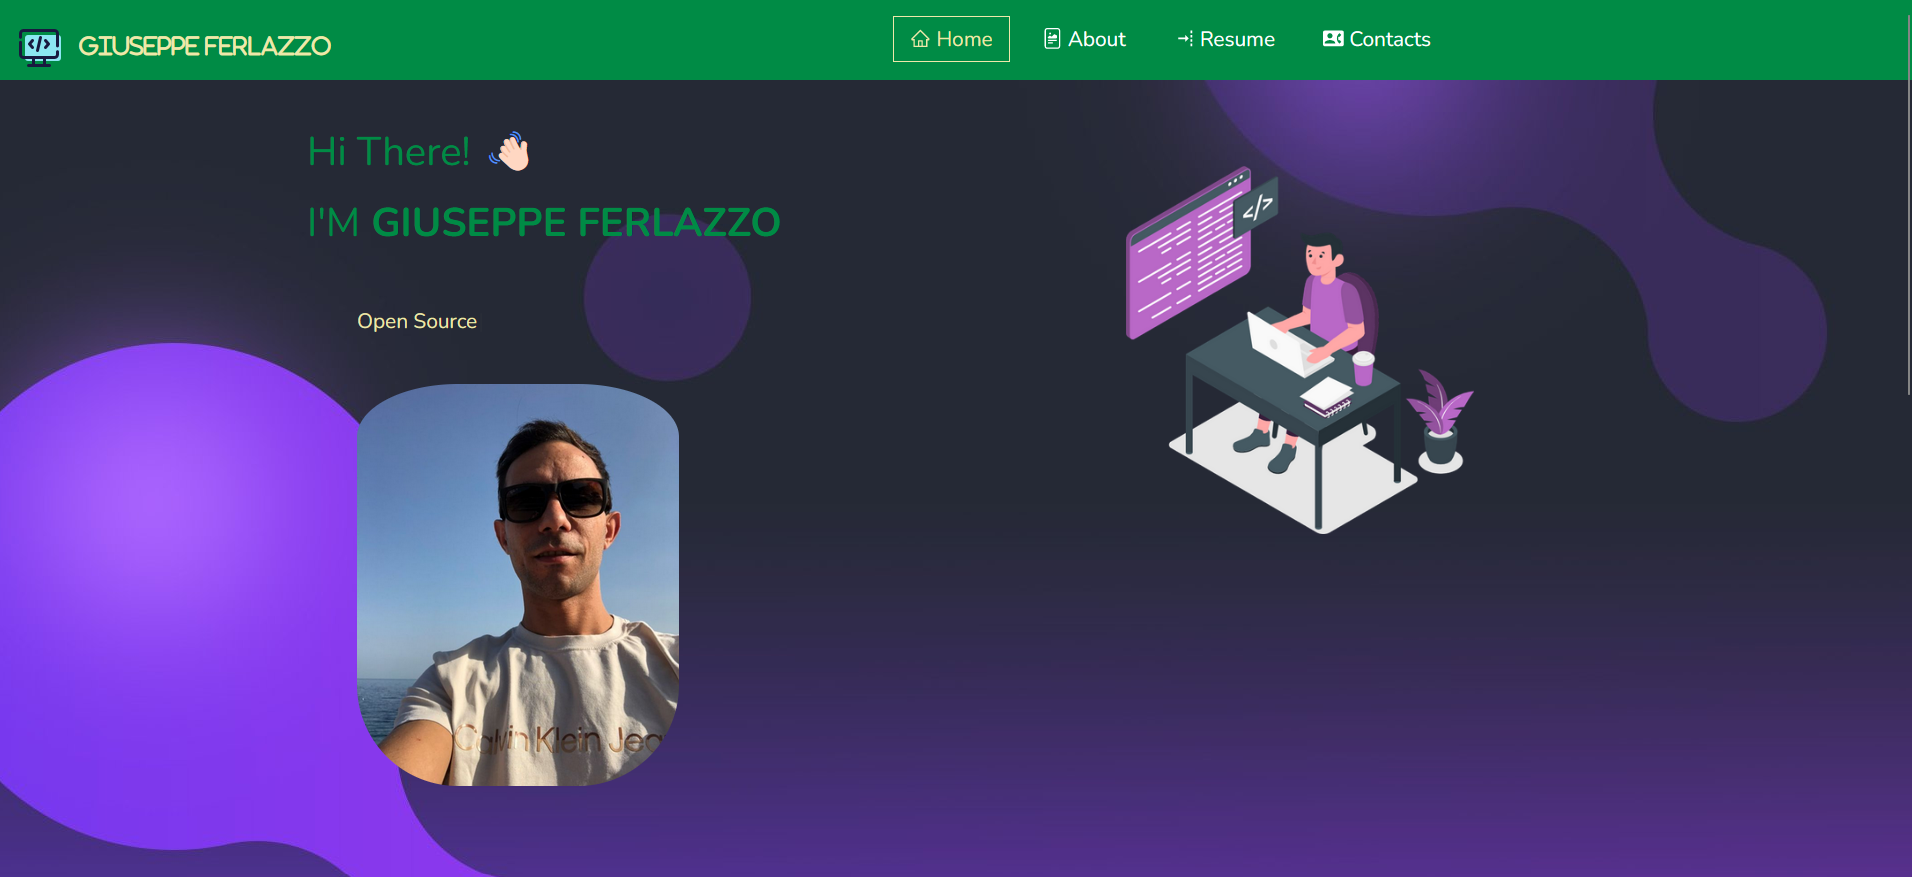 GIUSEPPE FERLAZZO
Home
About
Resume
Contacts
Hi There!
I'M GIUSEPPE FERLAZZO
Open Source
</>
</>
Calvin Klein Jea